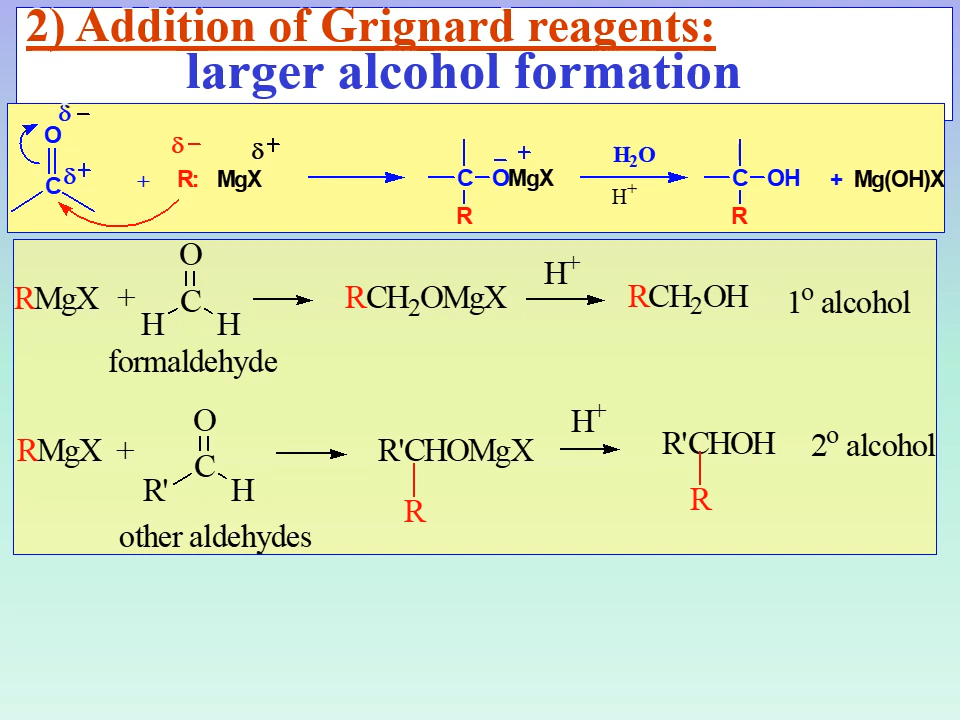 2) Addition of Grignard reagents:
larger alcohol formation
δ −
O
C δ +
+
δ −
R:
δ +
MgX
C − O − MgX +
R
H₂O
H⁺
C − OH
R
+ Mg(OH)X
RMgX + O
C
H H
formaldehyde
RCH₂OMgX
H⁺
RCH₂OH
1º alcohol
RMgX + O
C
R' H
other aldehydes
R'CHOMgX
R
H⁺
R'CHOH
R
2º alcohol